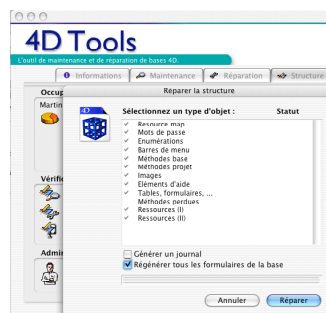 4D Tools
L'outil de maintenance et de réparation de bases 4D.
Informations
Maintenance
Réparation
Structure
Occup
Martin
Vérific
Admir
Réparer la structure
4D
Sélectionnez un type d'objet :
Statut
Resource map
Mots de passe
Enumérations
Barres de menu
Méthodes base
Méthodes projet
Images
Eléments d'aide
Tables, formulaires, ...
Méthodes perdues
Ressources (I)
Ressources (II)
Générer un journal
Régénérer tous les formulaires de la base
Annuler
Réparer